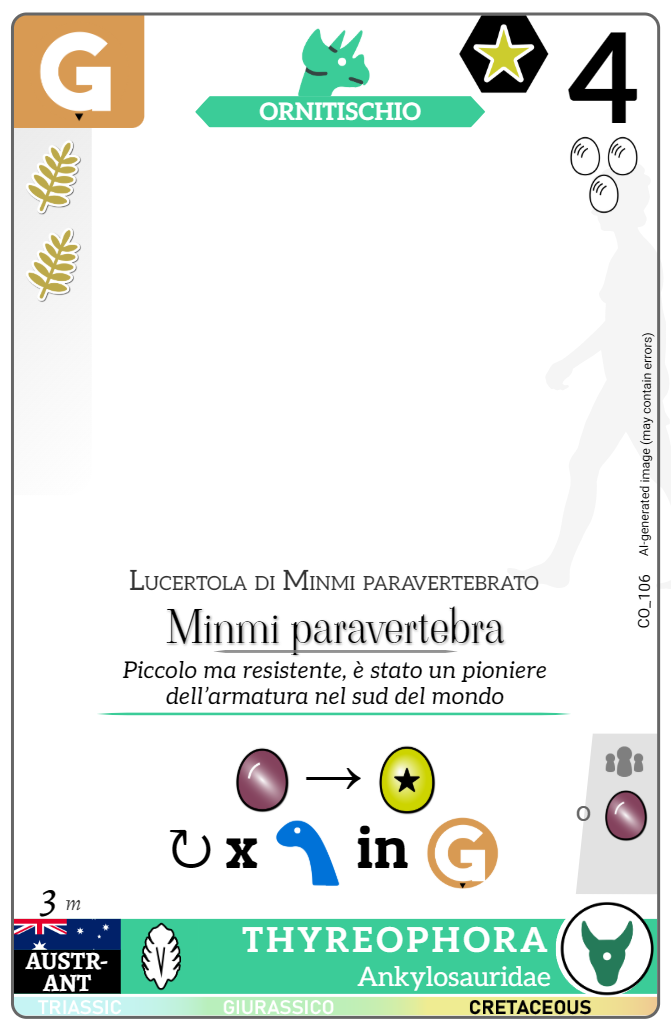 G
ORNITISCHIO
4
AI-generated image (may contain errors)
CO_106
Lucertola di Minmi paravertebrato
Minmi paravertebra
Piccolo ma resistente, è stato un pioniere
dell'armatura nel sud del mondo
→
↻ x in G
o
3 m
AUSTR-
ANT
THYREOPHORA
Ankylosauridae
TRIASSIC GIURASSICO CRETACEOUS